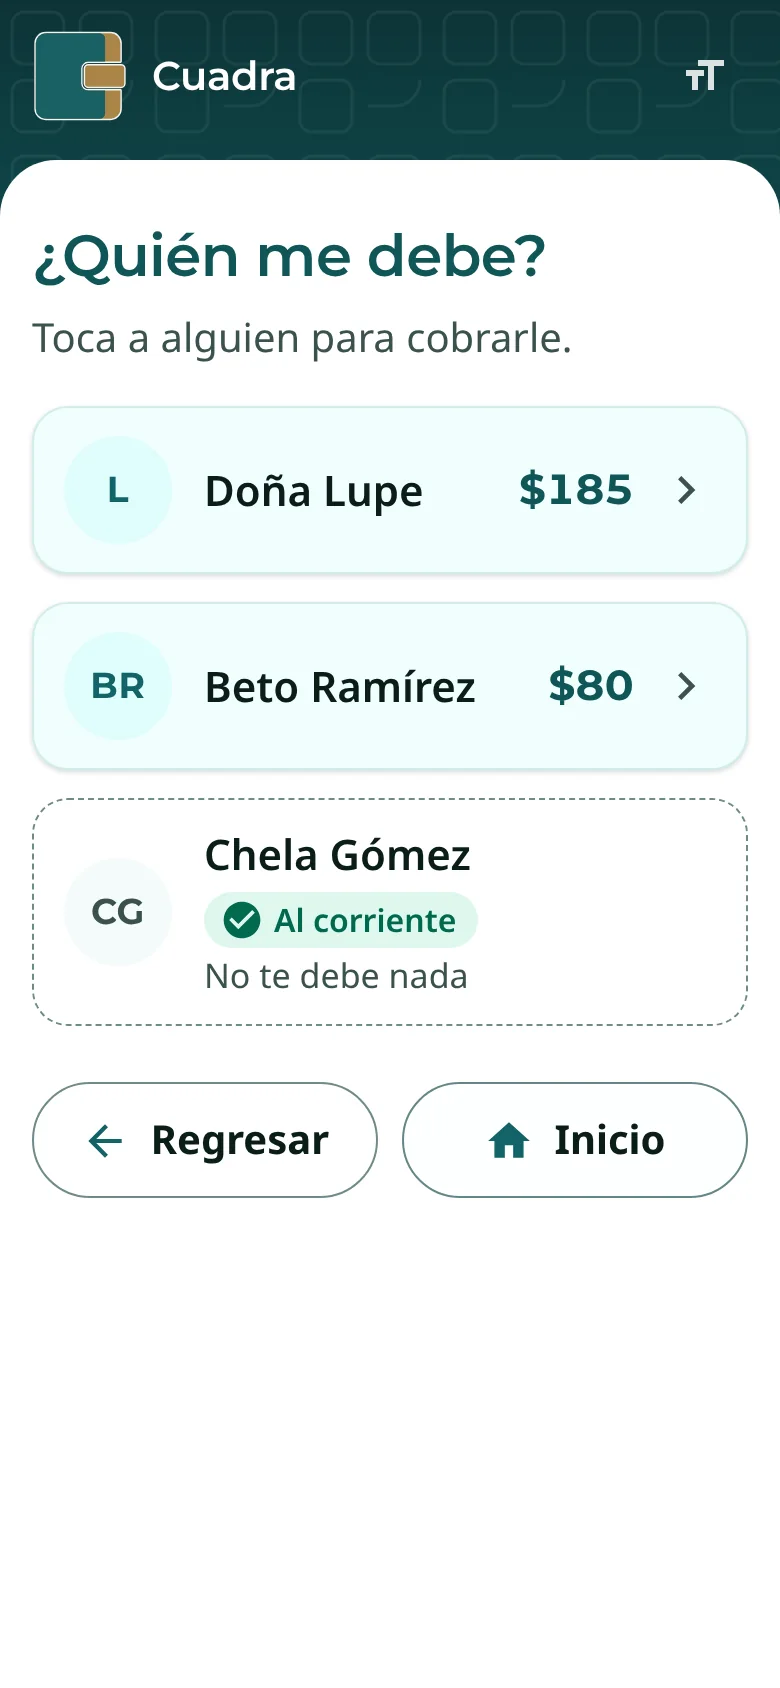 Cuadra
¿Quién me debe?
Toca a alguien para cobrarle.
L Doña Lupe $185
BR Beto Ramírez $80
Chela Gómez
CG
Al corriente
No te debe nada
Regresar Inicio